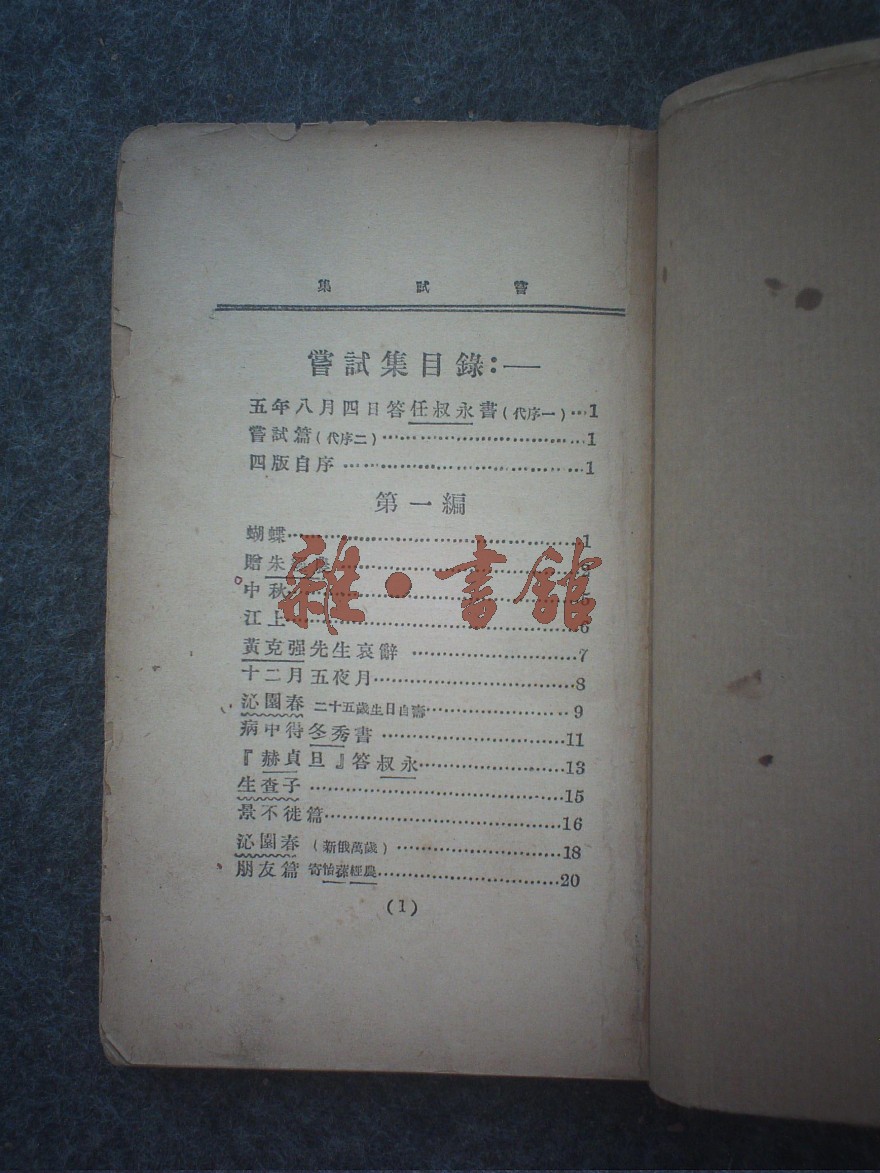 集 試 嘗
嘗試集目錄：—
五年八月四日答任叔永書(代序一)…1
嘗試篇(代序二)…………………………1
四版自序……………………………1
第一編
蝴蝶…………………………………1
贈朱
中秋
江上…………………………………6
黃克强先生哀辭……………………7
十二月五夜月………………………8
沁園春 二十五歲生日自壽…………9
病中得冬秀書………………………11
『赫貞旦』答叔永…………………13
生查子………………………………15
景不徙篇……………………………16
沁園春 (新俄萬歲)…………………18
朋友篇 寄怡蓀經農…………………20
(1)
雜·書館